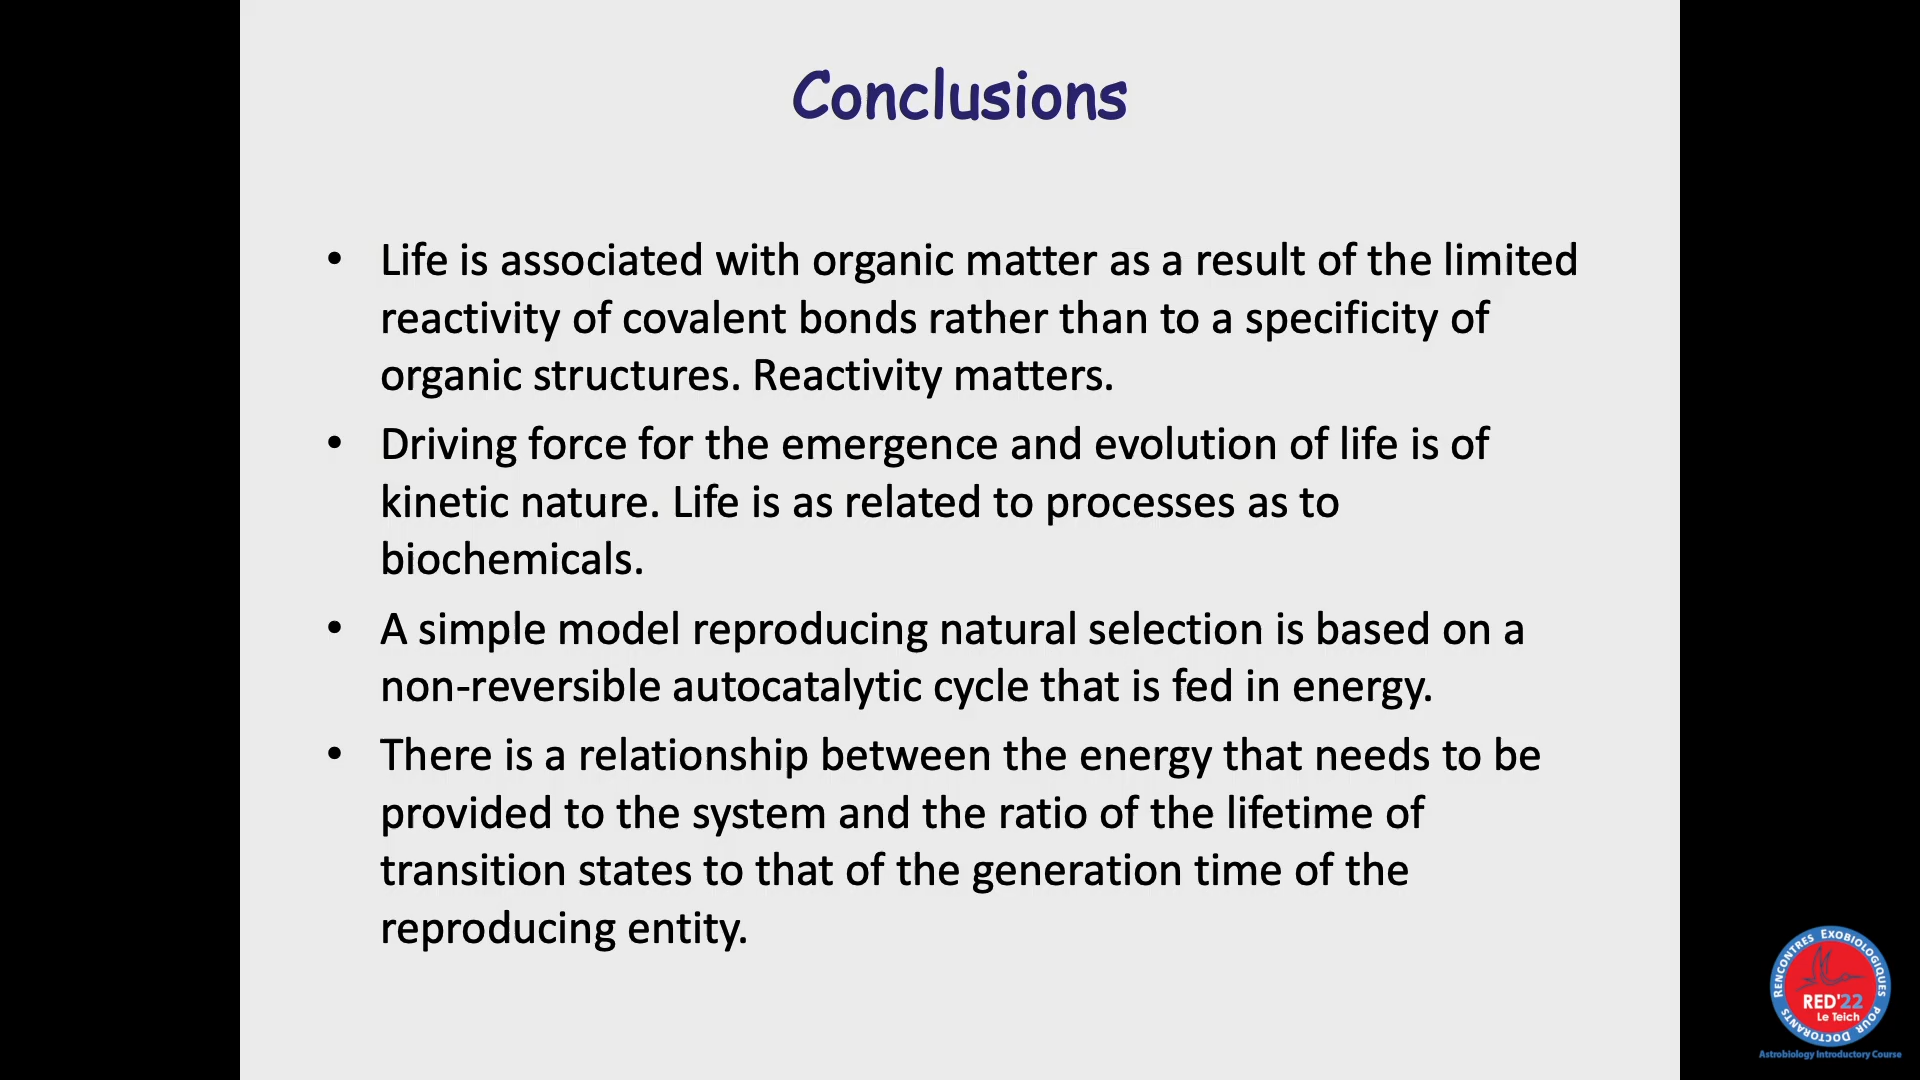 Conclusions
• Life is associated with organic matter as a result of the limited
reactivity of covalent bonds rather than to a specificity of
organic structures. Reactivity matters.
• Driving force for the emergence and evolution of life is of
kinetic nature. Life is as related to processes as to
biochemicals.
• A simple model reproducing natural selection is based on a
non-reversible autocatalytic cycle that is fed in energy.
• There is a relationship between the energy that needs to be
provided to the system and the ratio of the lifetime of
transition states to that of the generation time of the
reproducing entity.
RENCONTRES EXOBIOLOGIQUES POUR DOCTORANTS
RED'22
Le Teich
Astrobiology Introductory Course